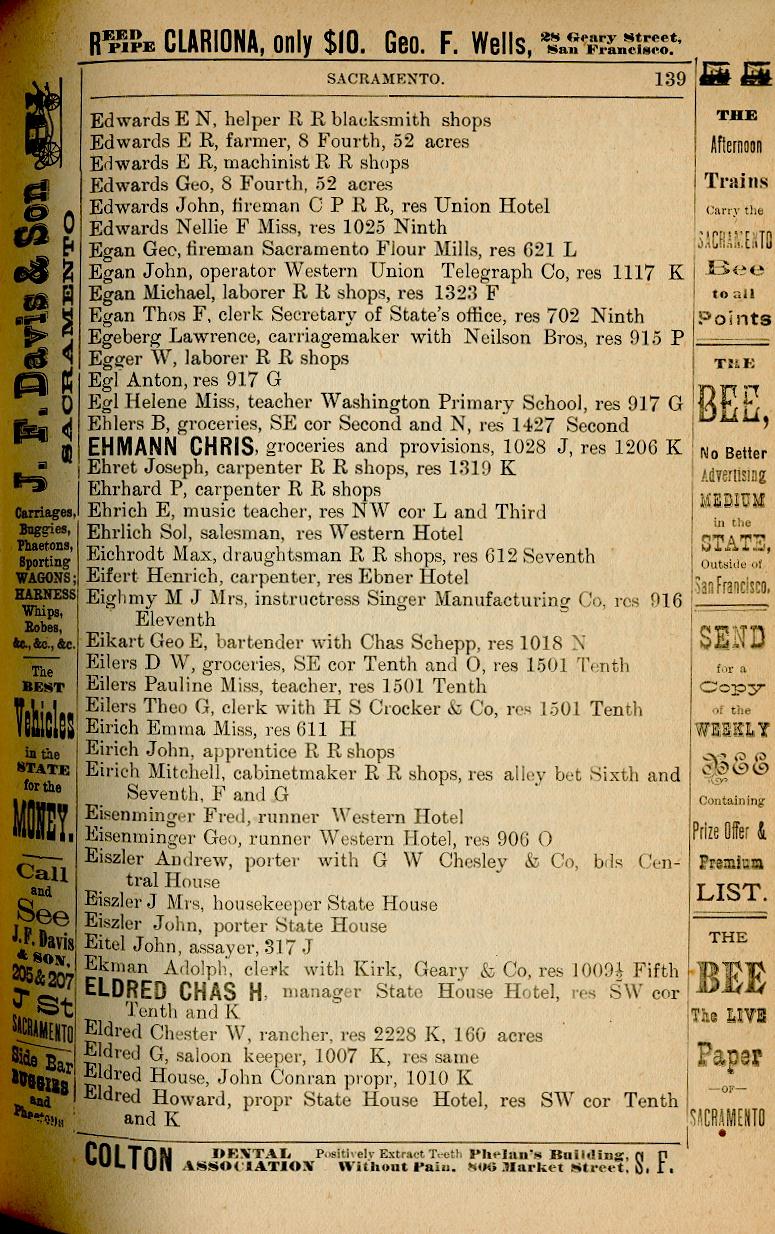 REED PIPE CLARIONA, only $10. Geo. F. Wells, 28 Geary Street, San Francisco.
SACRAMENTO. 139
Edwards E N, helper R R blacksmith shops
Edwards E R, farmer, 8 Fourth, 52 acres
Edwards E R, machinist R R shops
Edwards Geo, 8 Fourth, 52 acres
Edwards John, fireman C P R R, res Union Hotel
Edwards Nellie F Miss, res 1025 Ninth
Egan Geo, fireman Sacramento Flour Mills, res 621 L
Egan John, operator Western Union Telegraph Co, res 1117 K
Egan Michael, laborer R R shops, res 1323 F
Egan Thos F, clerk Secretary of State's office, res 702 Ninth
Egeberg Lawrence, carriagemaker with Neilson Bros, res 915 P
Egger W, laborer R R shops
Egl Anton, res 917 G
Egl Helene Miss, teacher Washington Primary School, res 917 G
Ehlers B, groceries, SE cor Second and N, res 1427 Second
EHMANN CHRIS, groceries and provisions, 1028 J, res 1206 K
Ehret Joseph, carpenter R R shops, res 1319 K
Ehrhard P, carpenter R R shops
Ehrich E, music teacher, res NW cor L and Third
Ehrlich Sol, salesman, res Western Hotel
Eichrodt Max, draughtsman R R shops, res 612 Seventh
Eifert Henrich, carpenter, res Ebner Hotel
Eighmy M J Mrs, instructress Singer Manufacturing Co, res 916
Eleventh
Eikart Geo E, bartender with Chas Schepp, res 1018 N
Eilers D W, groceries, SE cor Tenth and O, res 1501 Tenth
Eilers Pauline Miss, teacher, res 1501 Tenth
Eilers Theo G, clerk with H S Crocker & Co, res 1501 Tenth
Eirich Emma Miss, res 611 H
Eirich John, apprentice R R shops
Eirich Mitchell, cabinetmaker R R shops, res alley bet Sixth and
Seventh, F and G
Eisenminger Fred, runner Western Hotel
Eisenminger Geo, runner Western Hotel, res 906 O
Eiszler Andrew, porter with G W Chesley & Co, bds Cen-
tral House
Eiszler J Mrs, housekeeper State House
Eiszler John, porter State House
Eitel John, assayer, 317 J
Ekman Adolph, clerk with Kirk, Geary & Co, res 1009½ Fifth
ELDRED CHAS H, manager State House Hotel, res SW cor
Tenth and K
Eldred Chester W, rancher, res 2228 K, 160 acres
Eldred G, saloon keeper, 1007 K, res same
Eldred House, John Conran propr, 1010 K
Eldred Howard, propr State House Hotel, res SW cor Tenth
and K
COLTON DENTAL ASSOCIATION Positively Extract Teeth Without Pain. Phelan's Building, 806 Market Street, S. F.
J. F. Davis & Son
SACRAMENTO
Carriages,
Buggies,
Phaetons,
Sporting
WAGONS;
HARNESS
Whips,
Robes,
&c., &c., &c.
The
BEST
Vehicles
in the
STATE
for the
MONEY.
Call
and
See
J. F. Davis
& SON.
205 & 207
J St
SACRAMENTO
Side Bar
BUGGIES
and
Phaetons
THE
Afternoon
Trains
Carry the
SACRAMENTO
Bee
to all
Points
THE
BEE,
No Better
Advertising
MEDIUM
in the
STATE,
Outside of
San Francisco.
SEND
for a
Copy
of the
WEEKLY
BEE
Containing
Prize Offer &
Premium
LIST.
THE
BEE
The LIVE
Paper
—OF—
SACRAMENTO